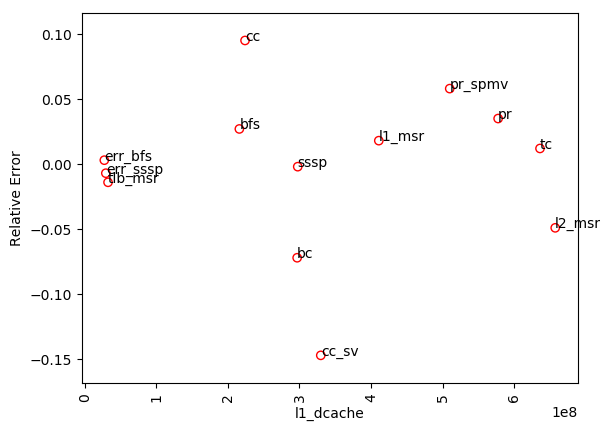 0.10
0.05
0.00
−0.05
−0.10
−0.15
Relative Error
cc
pr_spmv
bfs
pr
l1_msr
tc
err_bfs
sssp
err_sssp
tlb_msr
l2_msr
bc
cc_sv
0
1
2
3
4
5
6
1e8
l1_dcache